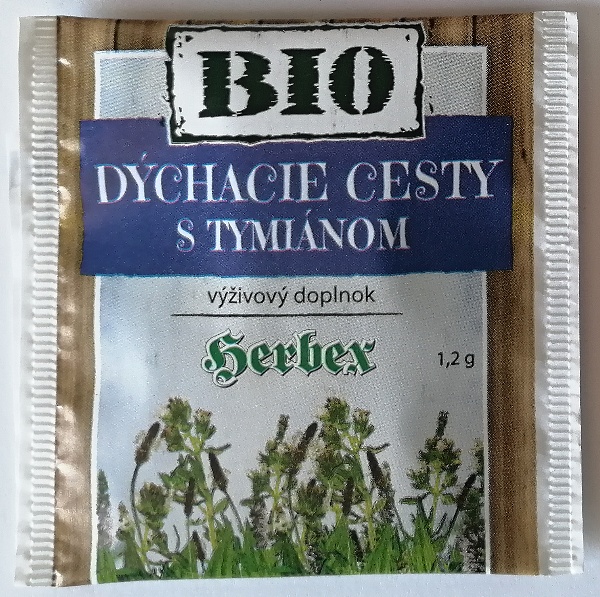 BIO
DÝCHACIE CESTY
S TYMIÁNOM
výživový doplnok
Herbex
1,2 g